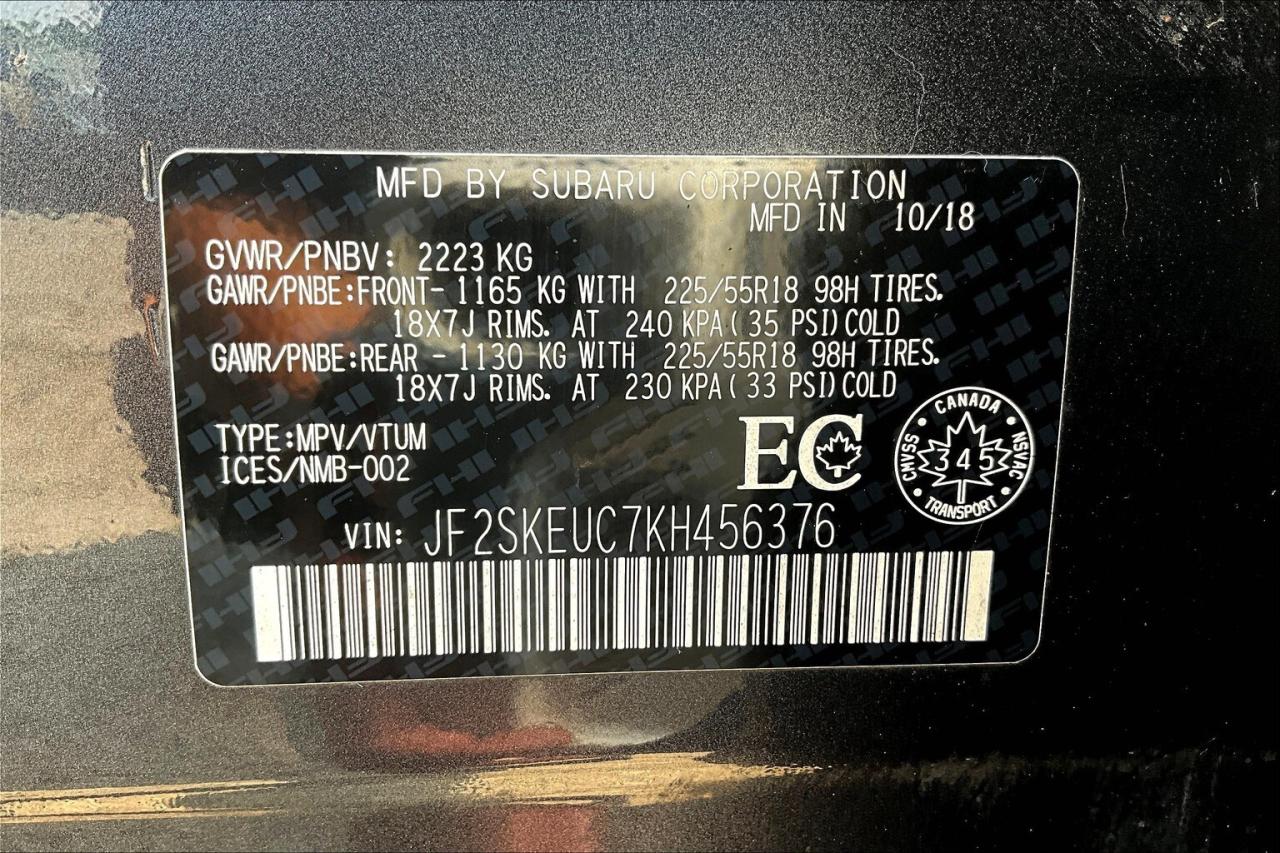 MFD BY SUBARU CORPORATION
MFD IN 10/18
GVWR/PNBV: 2223 KG
GAWR/PNBE:FRONT- 1165 KG WITH 225/55R18 98H TIRES.
18X7J RIMS. AT 240 KPA(35 PSI)COLD
GAWR/PNBE:REAR - 1130 KG WITH 225/55R18 98H TIRES.
18X7J RIMS. AT 230 KPA(33 PSI)COLD
TYPE:MPV/VTUM
ICES/NMB-002
EC
CANADA
CMVSS
345
NSVAC
TRANSPORT
VIN: JF2SKEUC7KH456376